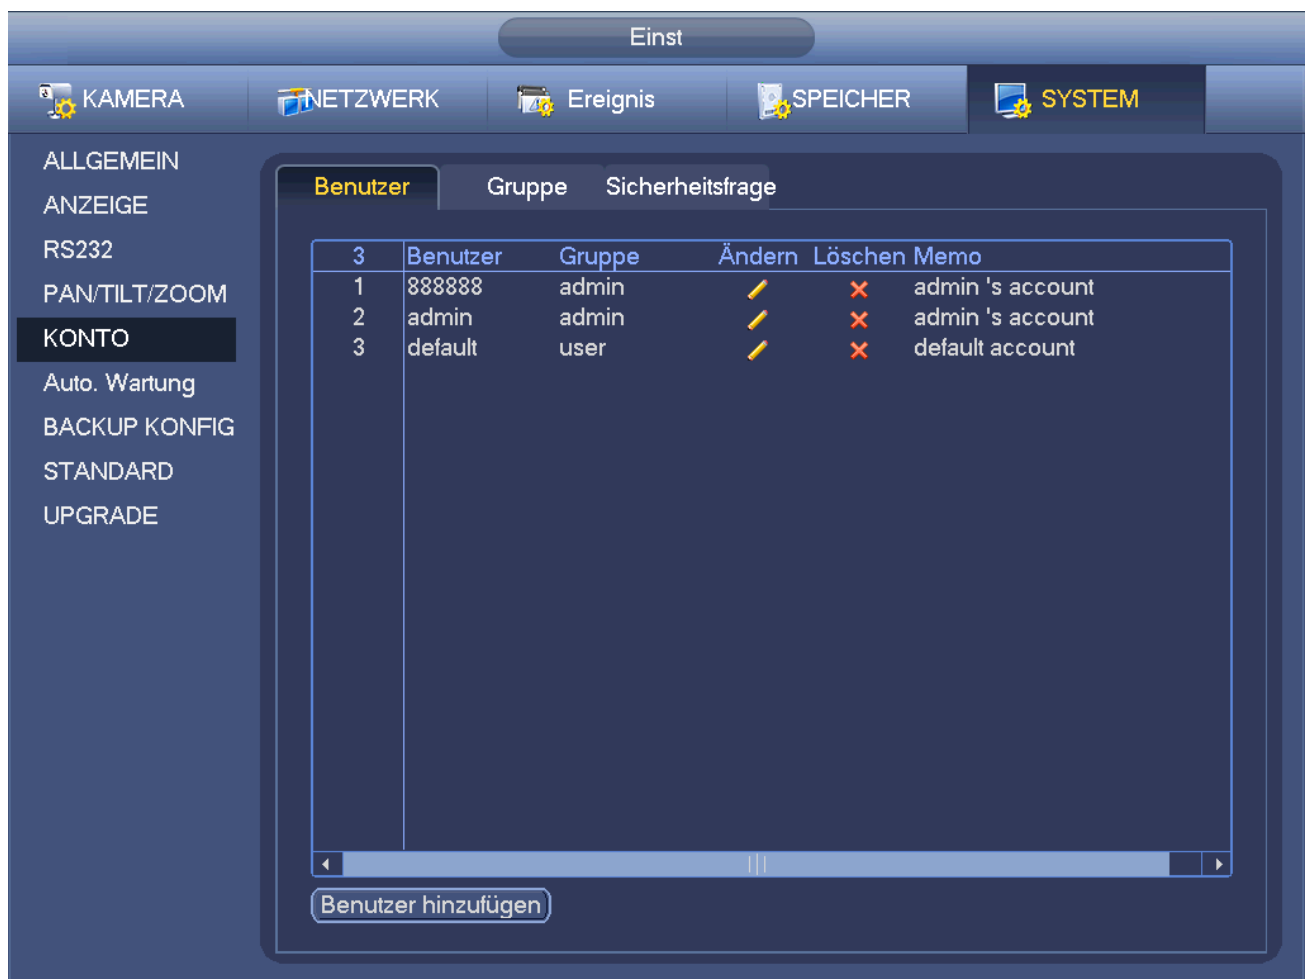 Einst
KAMERA NETZWERK Ereignis SPEICHER SYSTEM
ALLGEMEIN
ANZEIGE
RS232
PAN/TILT/ZOOM
KONTO
Auto. Wartung
BACKUP KONFIG
STANDARD
UPGRADE
Benutzer Gruppe Sicherheitsfrage
3 Benutzer Gruppe Ändern Löschen Memo
1 888888 admin admin 's account
2 admin admin admin 's account
3 default user default account
Benutzer hinzufügen